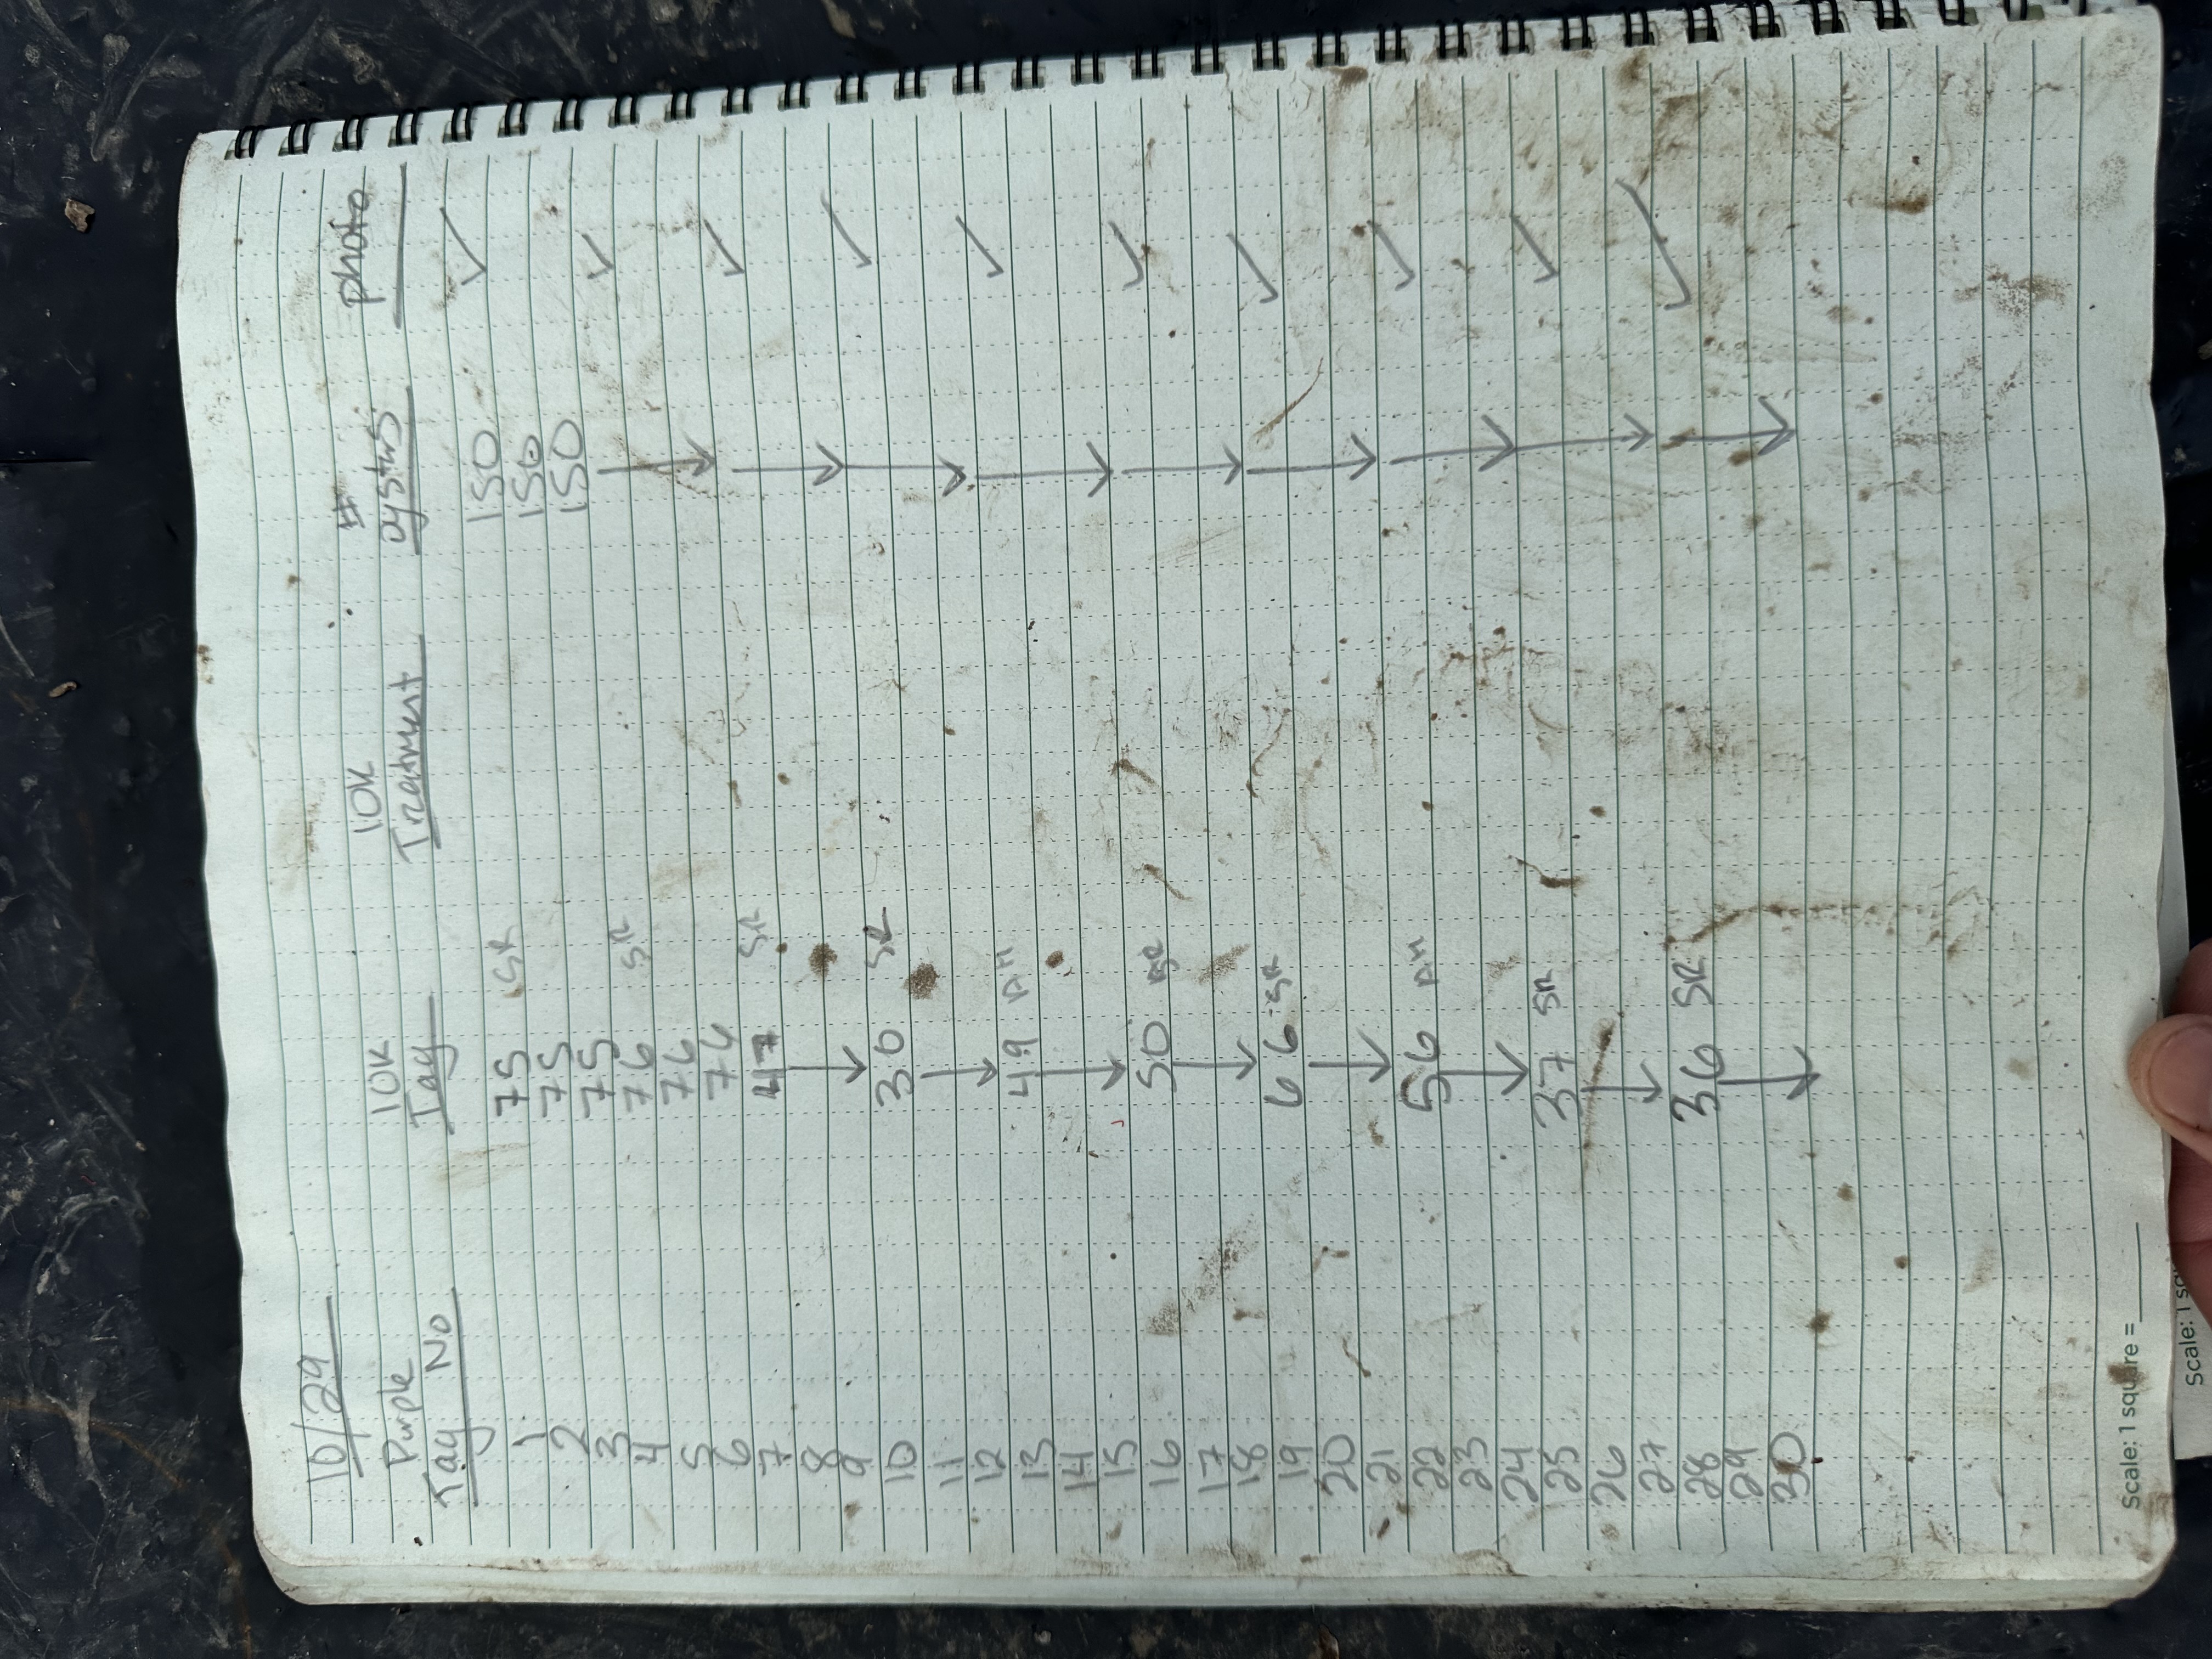 10/29
Purple Tag No 10K Tag 10K Treatment # oysters photo
1 75 SR 150 ✓
2 75 150
3 75 150
4 76 SR ↓ ✓
5 76
6 76
7 47 SR ↓ ✓
8 ↓
9
10 30 SR ↓ ✓
11 ↓
12
13 49 AH ↓ ✓
14 ↓
15
16 50 SR ↓ ✓
17 ↓
18
19 66 SR ↓ ✓
20 ↓
21
22 56 AH ↓ ✓
23 ↓
24
25 37 SR ↓ ✓
26 ↓
27
28 36 SR ↓ ✓
29 ↓
30
Scale: 1 square =
Scale: 1 squ